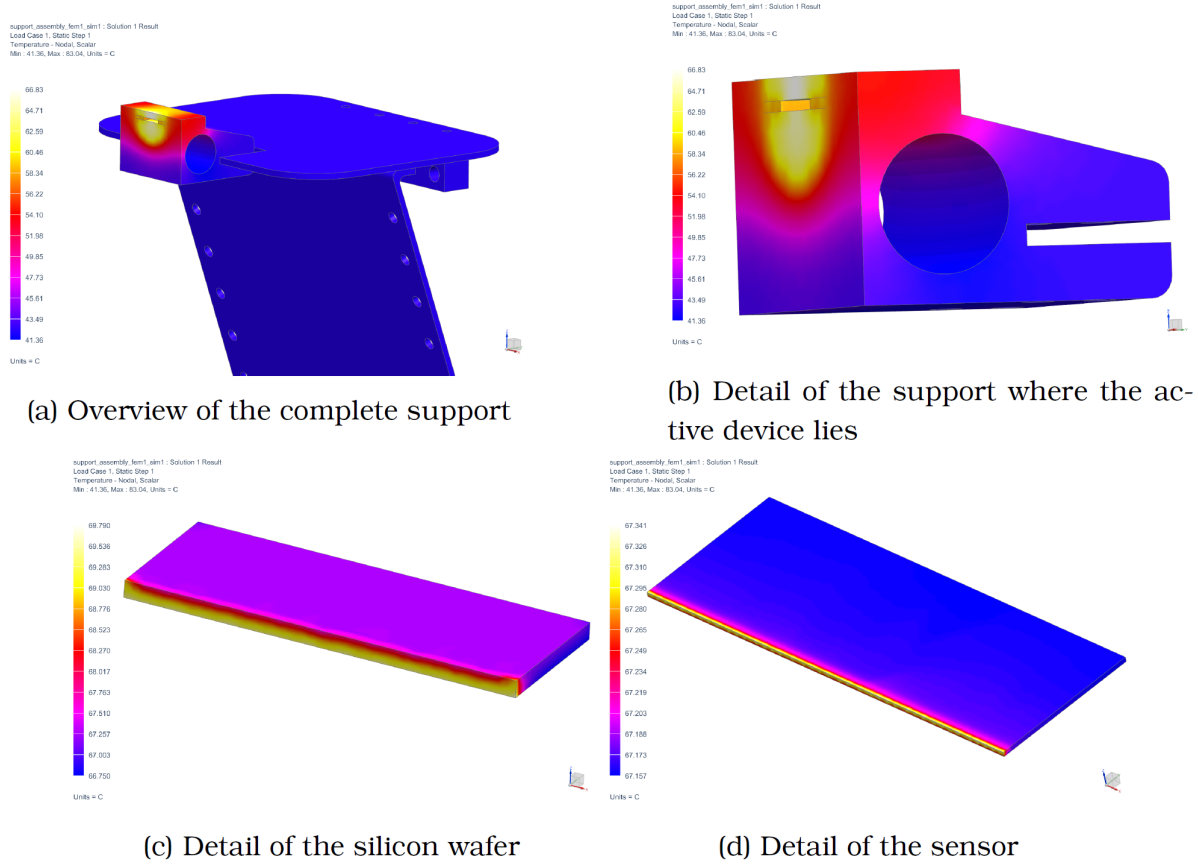 support_assembly_fem1_sim1 : Solution 1 Result
Load Case 1, Static Step 1
Temperature - Nodal, Scalar
Min : 41.36, Max : 83.04, Units = C
66.83
64.71
62.59
60.46
58.34
56.22
54.10
51.98
49.85
47.73
45.61
43.49
41.36
Units = C
(a) Overview of the complete support
support_assembly_fem1_sim1 : Solution 1 Result
Load Case 1, Static Step 1
Temperature - Nodal, Scalar
Min : 41.36, Max : 83.04, Units = C
66.83
64.71
62.59
60.46
58.34
56.22
54.10
51.98
49.85
47.73
45.61
43.49
41.36
Units = C
(b) Detail of the support where the ac-
tive device lies
support_assembly_fem1_sim1 : Solution 1 Result
Load Case 1, Static Step 1
Temperature - Nodal, Scalar
Min : 41.36, Max : 83.04, Units = C
69.790
69.536
69.283
69.030
68.776
68.523
68.270
68.017
67.763
67.510
67.257
67.003
66.750
Units = C
(c) Detail of the silicon wafer
support_assembly_fem1_sim1 : Solution 1 Result
Load Case 1, Static Step 1
Temperature - Nodal, Scalar
Min : 41.36, Max : 83.04, Units = C
67.341
67.326
67.310
67.295
67.280
67.265
67.249
67.234
67.219
67.203
67.188
67.173
67.157
Units = C
(d) Detail of the sensor